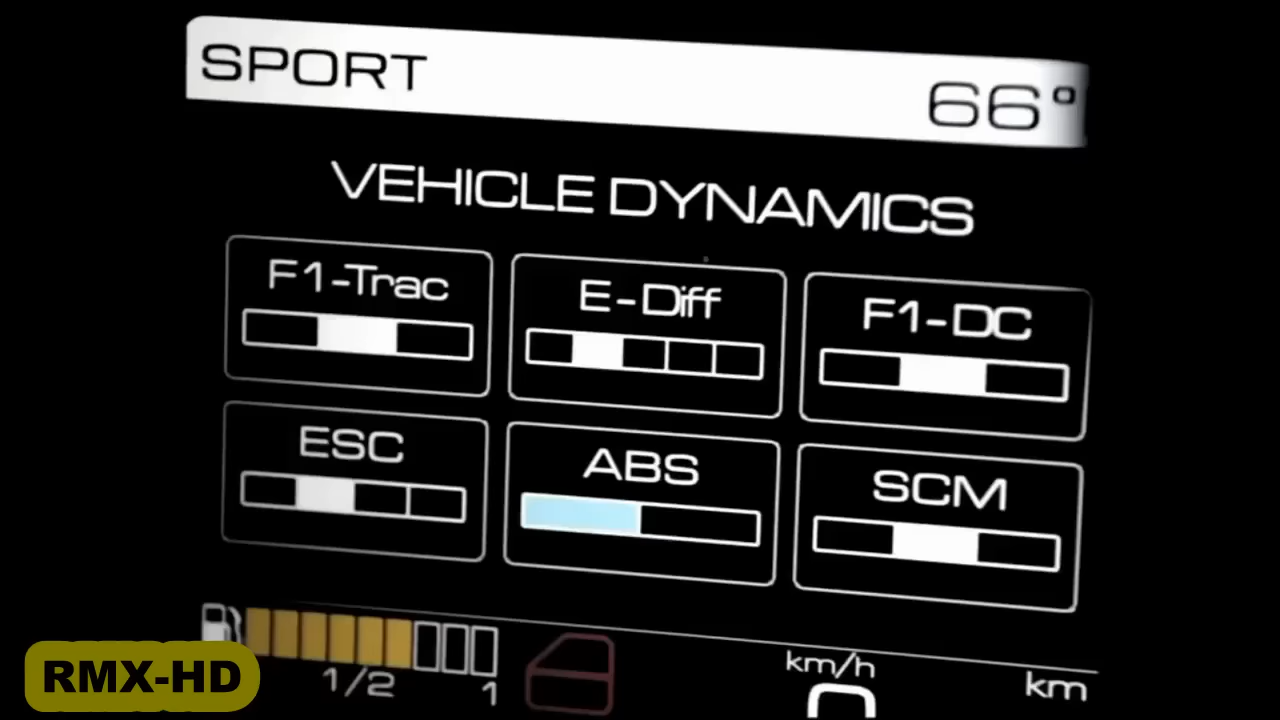 SPORT 66°
VEHICLE DYNAMICS
F1-Trac E-Diff F1-DC
ESC ABS SCM
km/h km
1/2 1
RMX-HD